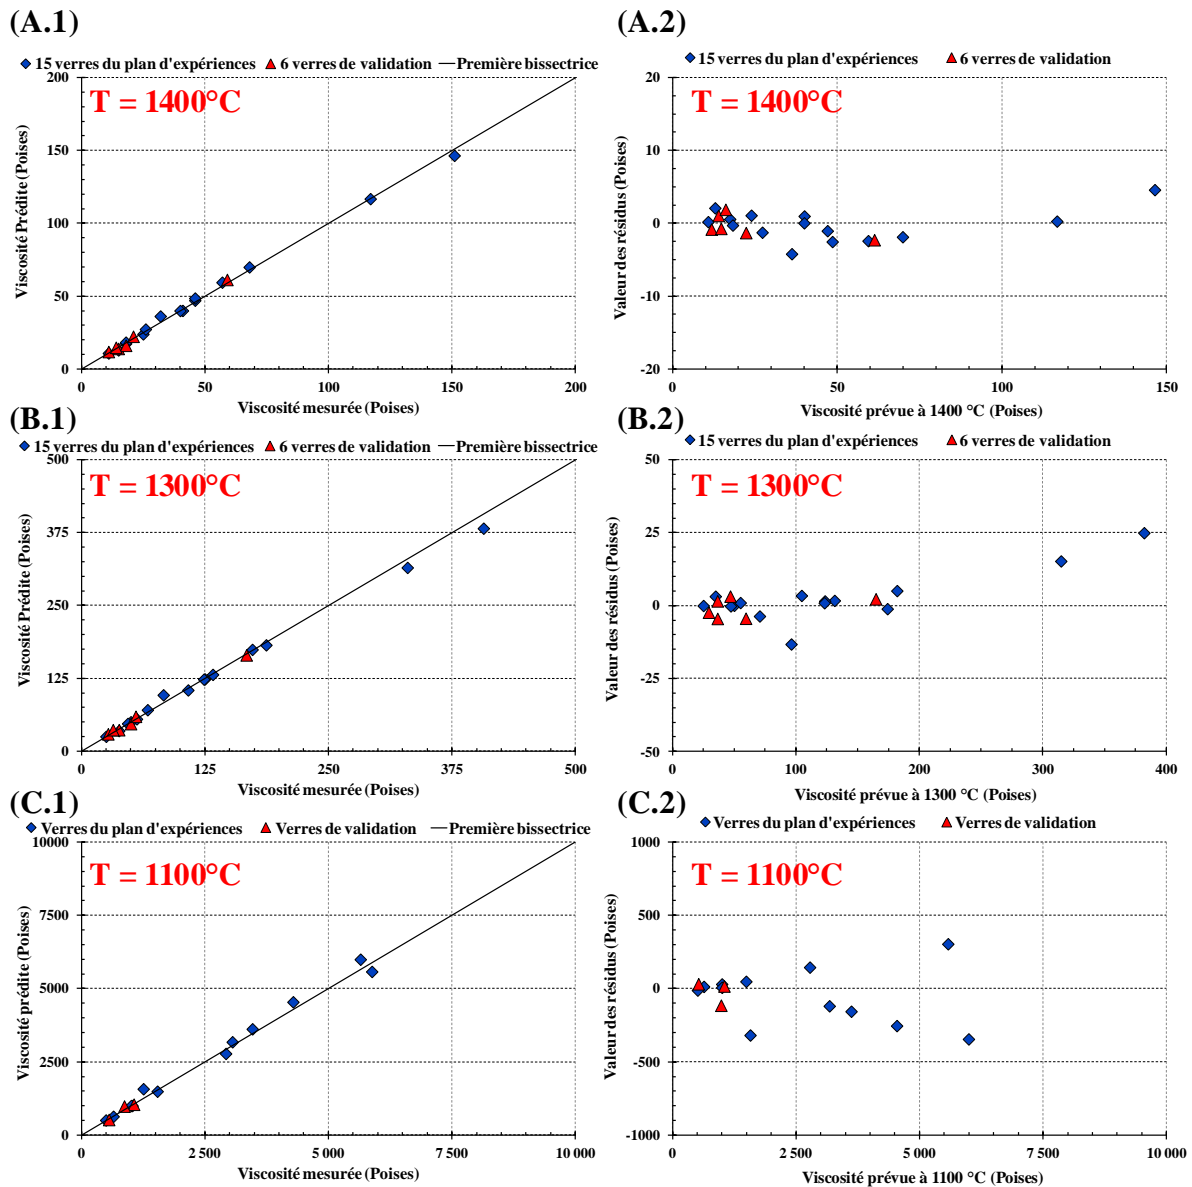 (A.1)
15 verres du plan d'expériences 6 verres de validation Première bissectrice
T = 1400°C
Viscosité Prédite (Poises)
200
150
100
50
0
0 50 100 150 200
Viscosité mesurée (Poises)
(A.2)
15 verres du plan d'expériences 6 verres de validation
T = 1400°C
Valeur des résidus (Poises)
20
10
0
-10
-20
0 50 100 150
Viscosité prévue à 1400 °C (Poises)
(B.1)
15 verres du plan d'expériences 6 verres de validation Première bissectrice
T = 1300°C
Viscosité Prédite (Poises)
500
375
250
125
0
0 125 250 375 500
Viscosité mesurée (Poises)
(B.2)
15 verres du plan d'expériences 6 verres de validation
T = 1300°C
Valeur des résidus (Poises)
50
25
0
-25
-50
0 100 200 300 400
Viscosité prévue à 1300 °C (Poises)
(C.1)
Verres du plan d'expériences Verres de validation Première bissectrice
T = 1100°C
Viscosité prédite (Poises)
10000
7500
5000
2500
0
0 2 500 5 000 7 500 10 000
Viscosité mesurée (Poises)
(C.2)
Verres du plan d'expériences Verres de validation
T = 1100°C
Valeur des résidus (Poises)
1000
500
0
-500
-1000
0 2 500 5 000 7 500 10 000
Viscosité prévue à 1100 °C (Poises)